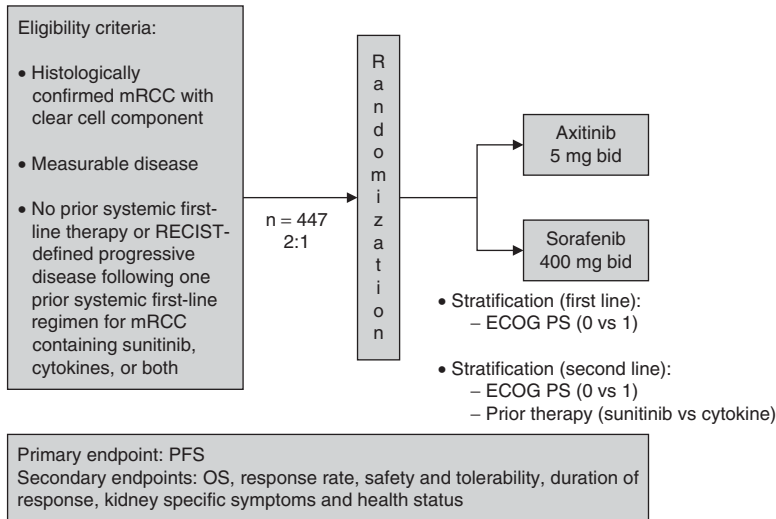 Eligibility criteria:
• Histologically
confirmed mRCC with
clear cell component
• Measurable disease
• No prior systemic first-
line therapy or RECIST-
defined progressive
disease following one
prior systemic first-line
regimen for mRCC
containing sunitinib,
cytokines, or both
n = 447
2:1
Randomization
Axitinib
5 mg bid
Sorafenib
400 mg bid
• Stratification (first line):
– ECOG PS (0 vs 1)
• Stratification (second line):
– ECOG PS (0 vs 1)
– Prior therapy (sunitinib vs cytokine)
Primary endpoint: PFS
Secondary endpoints: OS, response rate, safety and tolerability, duration of
response, kidney specific symptoms and health status